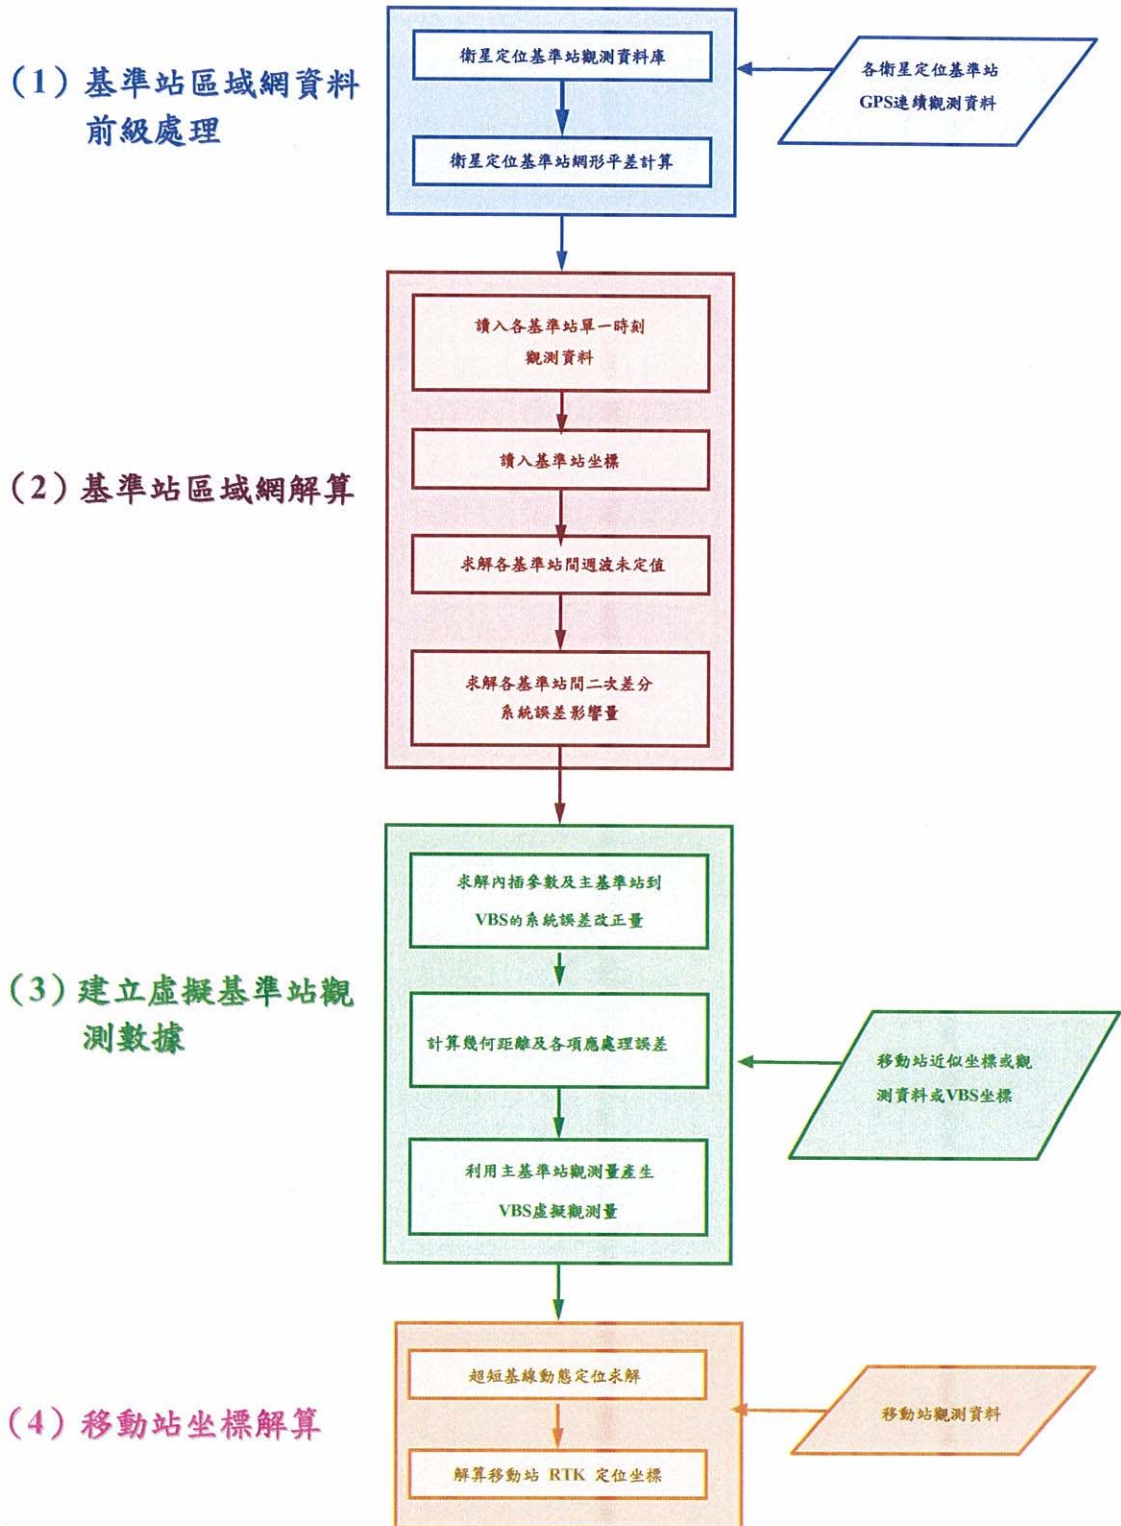 (1) 基準站區域網資料
前級處理
衛星定位基準站觀測資料庫
衛星定位基準站網形平差計算
各衛星定位基準站
GPS連續觀測資料
(2) 基準站區域網解算
讀入各基準站單一時刻
觀測資料
讀入基準站坐標
求解各基準站間週波未定值
求解各基準站間二次差分
系統誤差影響量
(3) 建立虛擬基準站觀
測數據
求解內插參數及主基準站到
VBS的系統誤差改正量
計算幾何距離及各項應處理誤差
利用主基準站觀測量產生
VBS虛擬觀測量
移動站近似坐標或觀
測資料或VBS坐標
(4) 移動站坐標解算
超短基線動態定位求解
解算移動站 RTK 定位坐標
移動站觀測資料